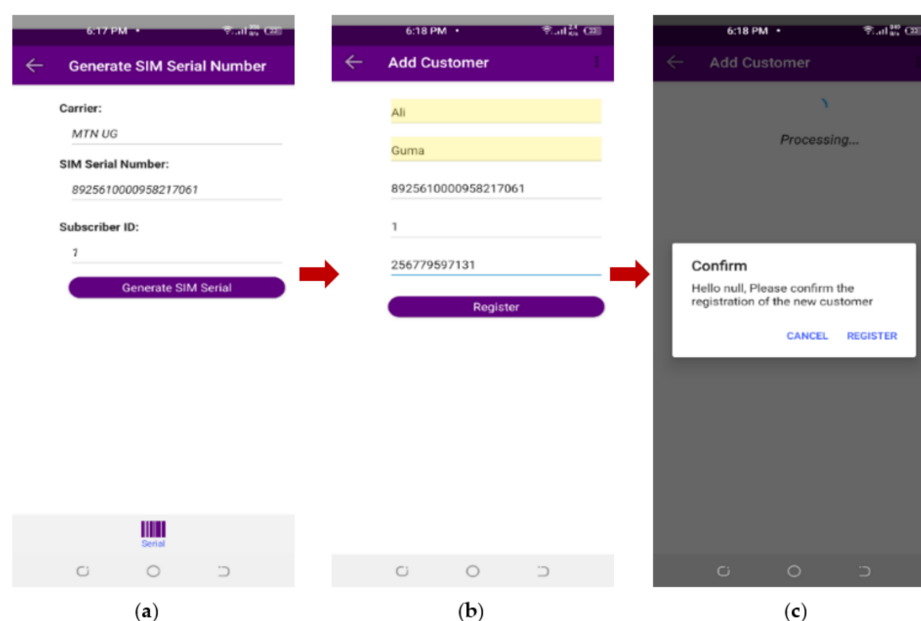 6:17 PM
Generate SIM Serial Number
Carrier:
MTN UG
SIM Serial Number:
8925610000958217061
Subscriber ID:
1
Generate SIM Serial
Serial
(a)
6:18 PM
Add Customer
Ali
Guma
8925610000958217061
1
256779597131
Register
(b)
6:18 PM
Add Customer
Processing...
Confirm
Hello null, Please confirm the
registration of the new customer
CANCEL REGISTER
(c)